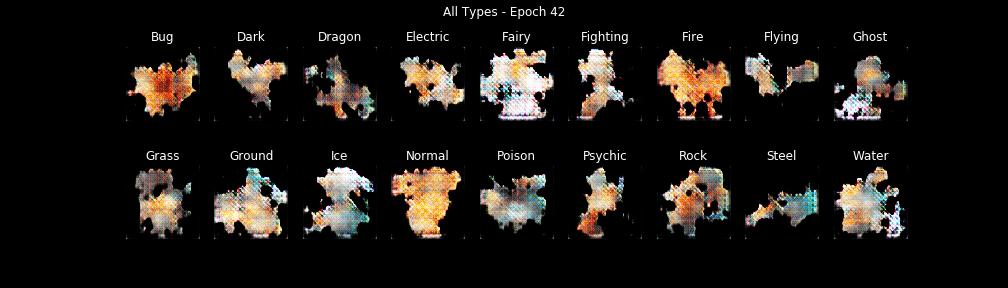 All Types - Epoch 42
Bug Dark Dragon Electric Fairy Fighting Fire Flying Ghost
Grass Ground Ice Normal Poison Psychic Rock Steel Water